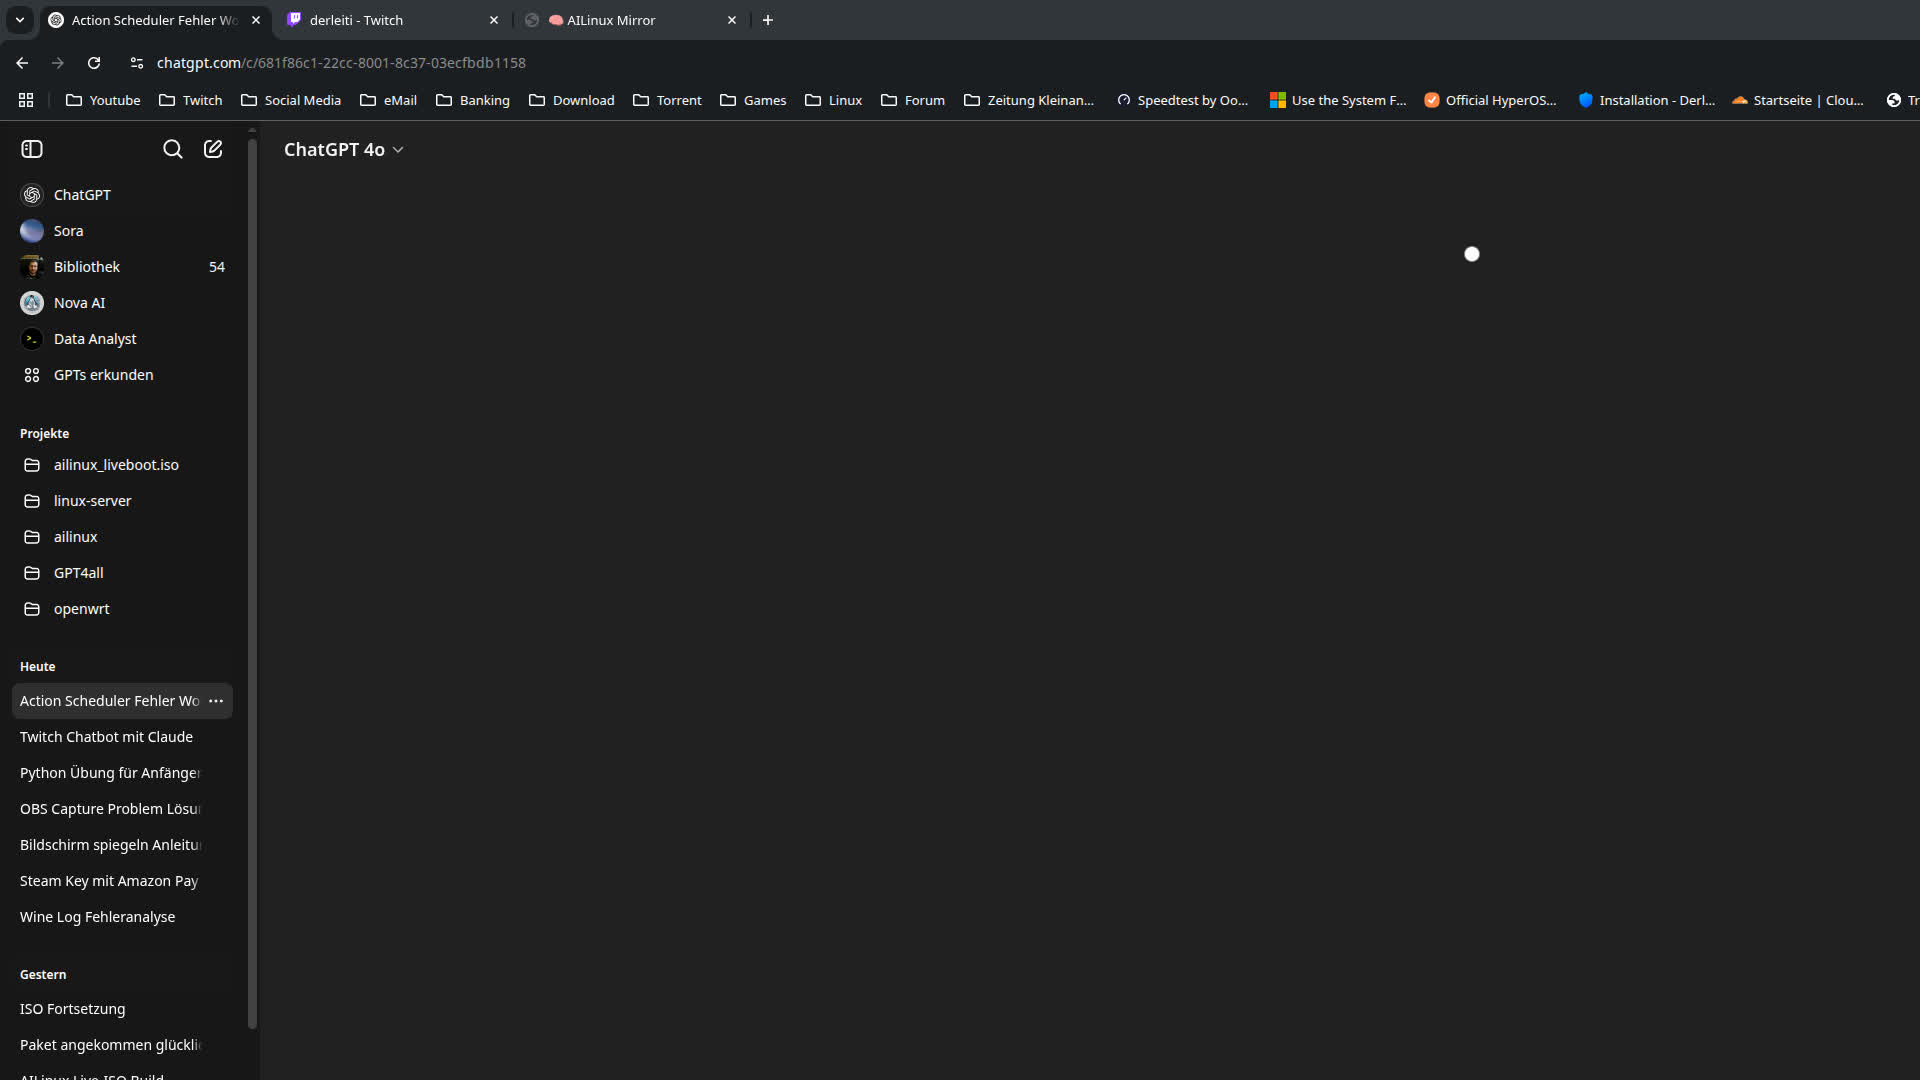 Action Scheduler Fehler Wo
derleiti - Twitch
AILinux Mirror
chatgpt.com/c/681f86c1-22cc-8001-8c37-03ecfbdb1158
Youtube
Twitch
Social Media
eMail
Banking
Download
Torrent
Games
Linux
Forum
Zeitung Kleinan...
Speedtest by Oo...
Use the System F...
Official HyperOS...
Installation - Derl...
Startseite | Clou...
Tr
ChatGPT 4o
ChatGPT
Sora
Bibliothek 54
Nova AI
Data Analyst
GPTs erkunden
Projekte
ailinux_liveboot.iso
linux-server
ailinux
GPT4all
openwrt
Heute
Action Scheduler Fehler Wo
Twitch Chatbot mit Claude
Python Übung für Anfänger
OBS Capture Problem Lösu
Bildschirm spiegeln Anleitu
Steam Key mit Amazon Pay
Wine Log Fehleranalyse
Gestern
ISO Fortsetzung
Paket angekommen glückli
AILinux Live ISO Build